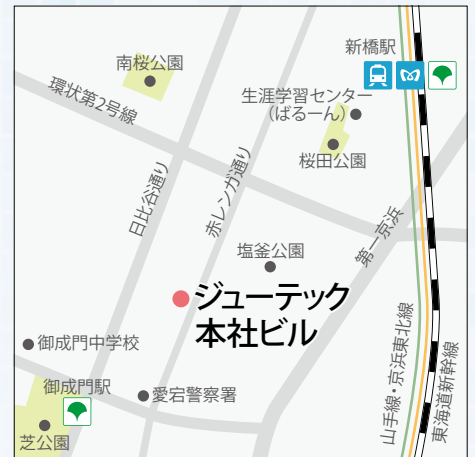 新橋駅
南桜公園
環状第2号線
生涯学習センター
(ばるーん)
桜田公園
日比谷通り
赤レンガ通り
第一京浜
塩釜公園
ジューテック
本社ビル
御成門中学校
御成門駅
愛宕警察署
芝公園
山手線・京浜東北線
東海道新幹線